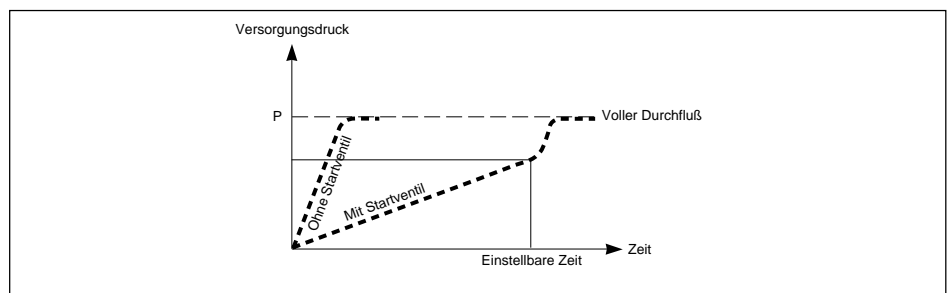 Versorgungsdruck
P
Voller Durchfluß
Ohne Startventil
Mit Startventil
Zeit
Einstellbare Zeit